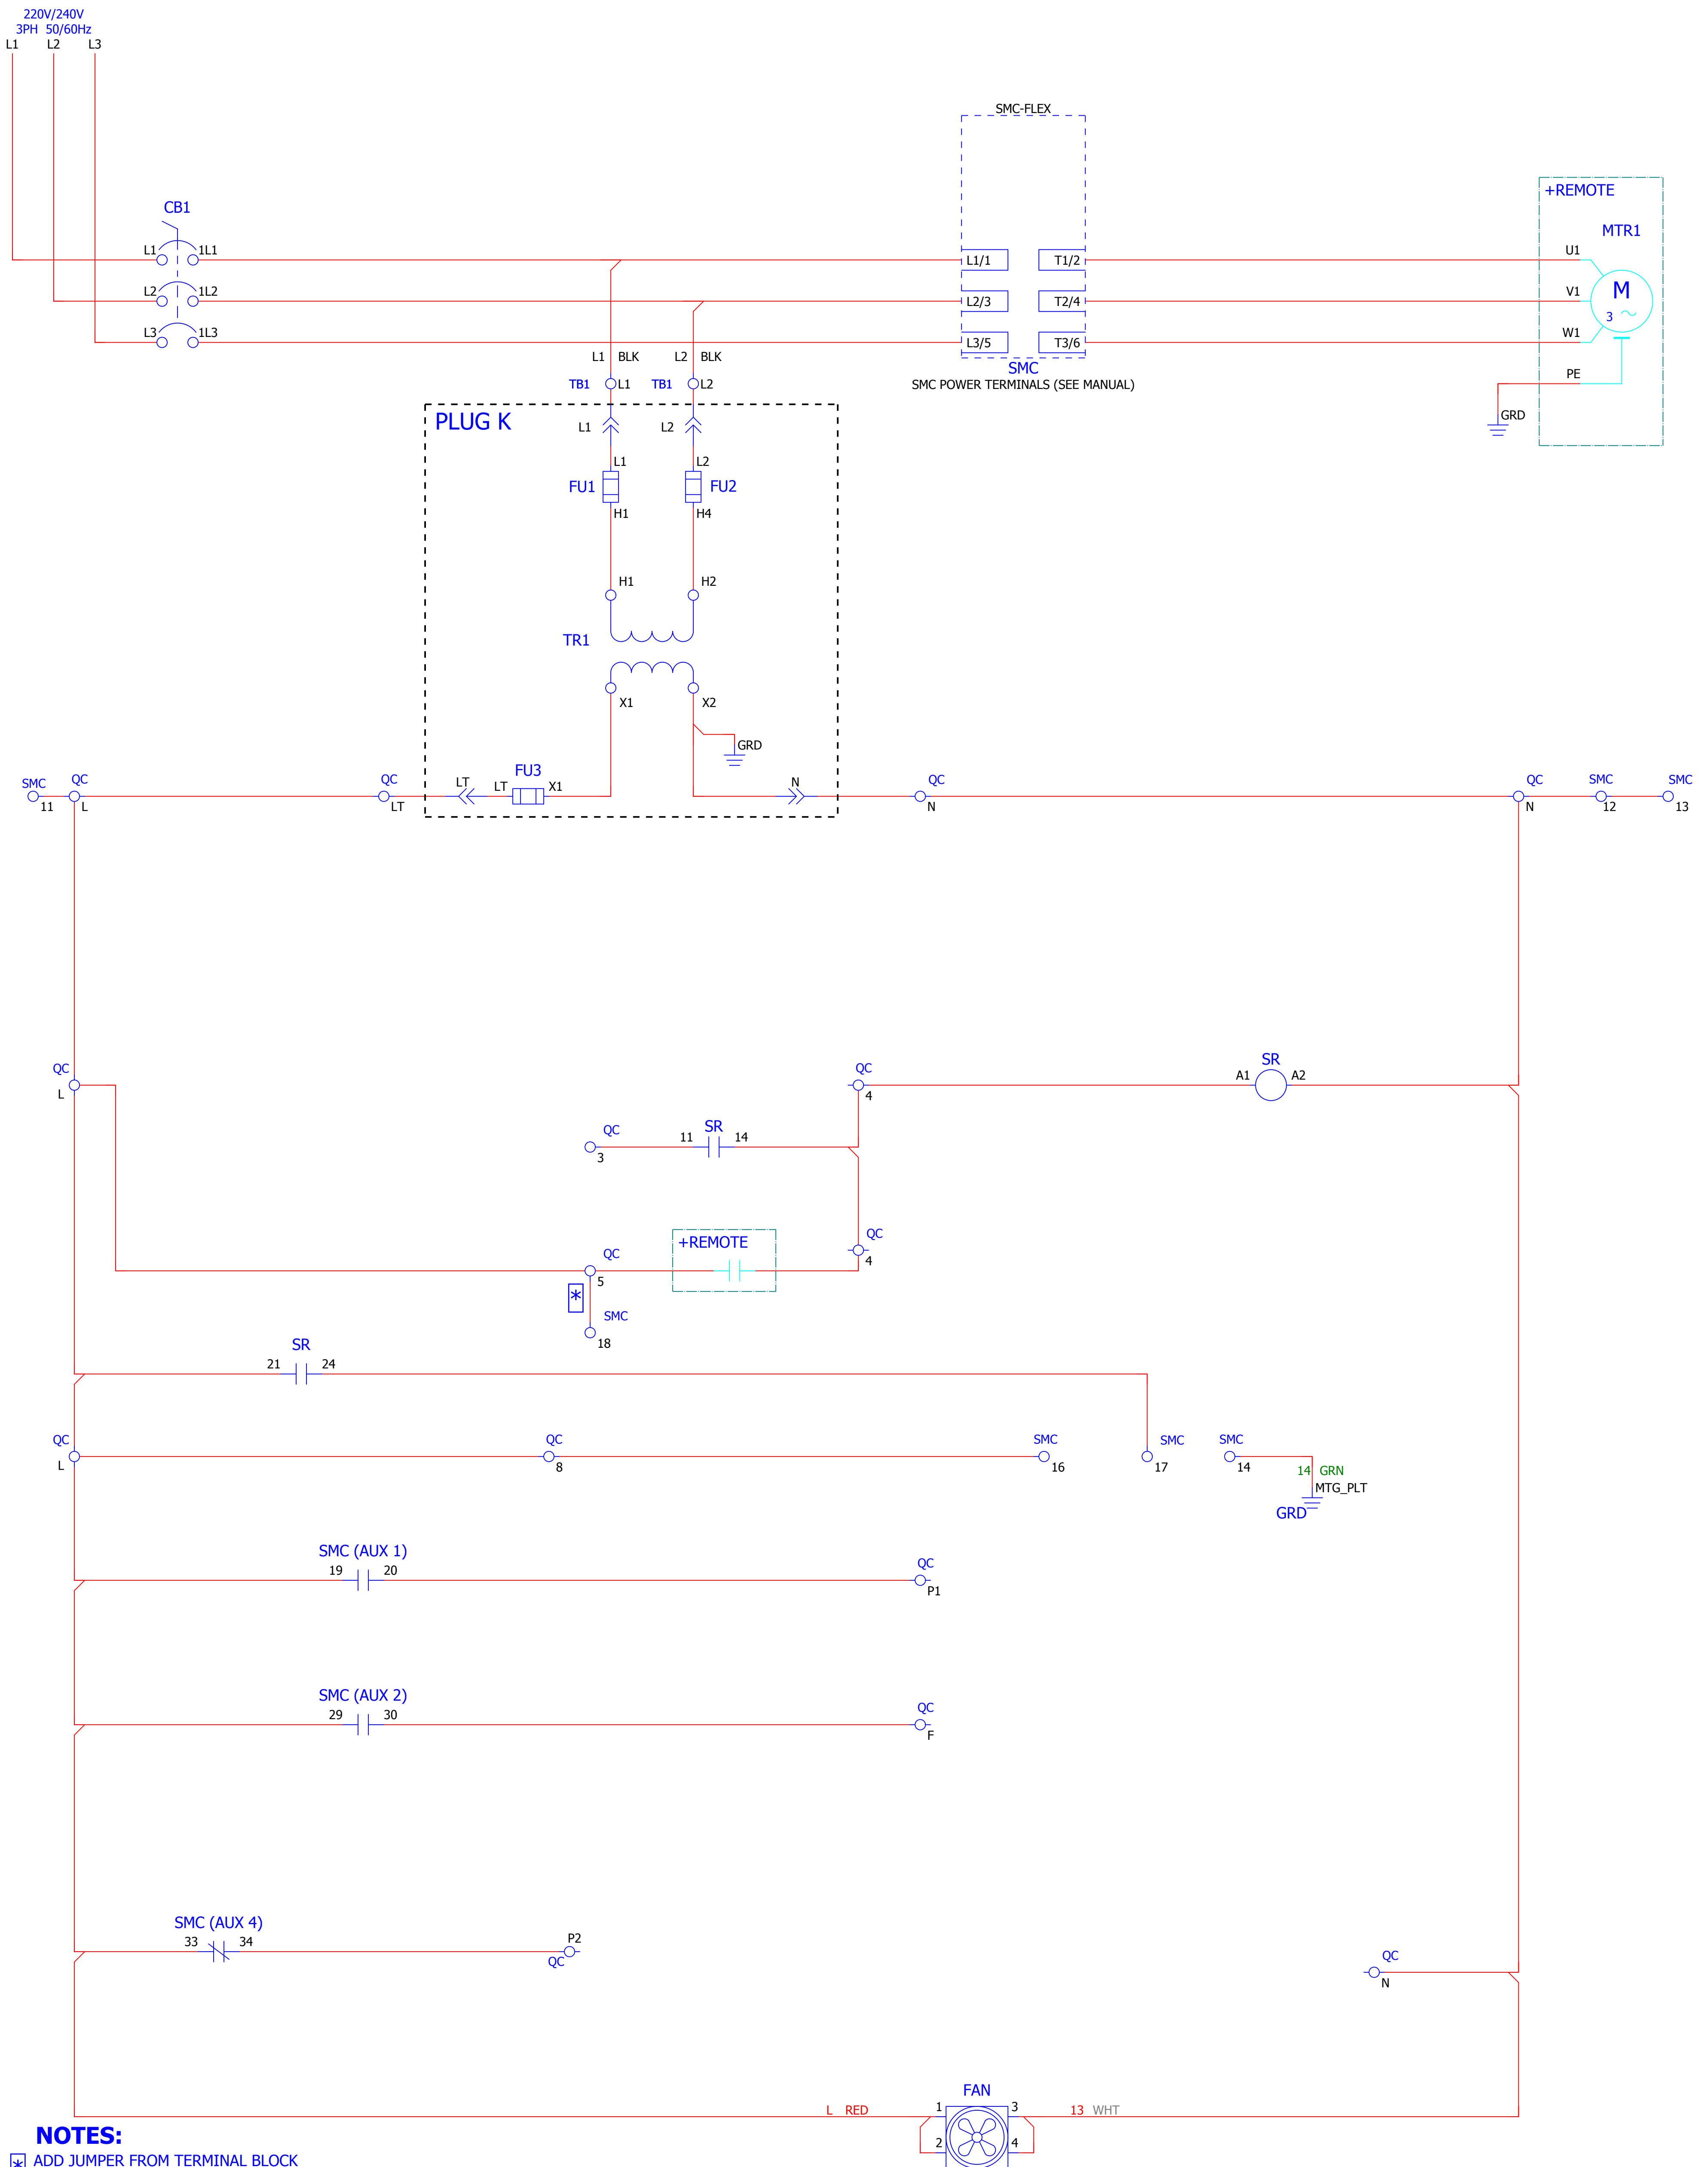 220V/240V
3PH 50/60Hz
L1 L2 L3
SMC-FLEX
+REMOTE
CB1
MTR1
L1 1L1 L1/1 T1/2 U1
L2 1L2 L2/3 T2/4 V1
M
3
L3 1L3 L3/5 T3/6 W1
L1 BLK L2 BLK
SMC
SMC POWER TERMINALS (SEE MANUAL)
PE
TB1 L1 TB1 L2
GRD
PLUG K
L1 L2
L1 L2
FU1 FU2
H1 H4
H1 H2
TR1
X1 X2
GRD
FU3
SMC QC QC LT LT X1 N QC QC SMC SMC
11 L LT N N 12 13
QC QC SR
L 4 A1 A2
QC SR
3 11 14
QC
4
+REMOTE
QC
5
*
SMC
18
SR
21 24
QC QC SMC SMC SMC
L 8 16 17 14
14 GRN
MTG_PLT
GRD
SMC (AUX 1)
19 20 QC
P1
SMC (AUX 2)
29 30 QC
F
SMC (AUX 4)
33 34 P2
QC
QC
N
FAN
L RED 1 3 13 WHT
2 4
NOTES:
* ADD JUMPER FROM TERMINAL BLOCK